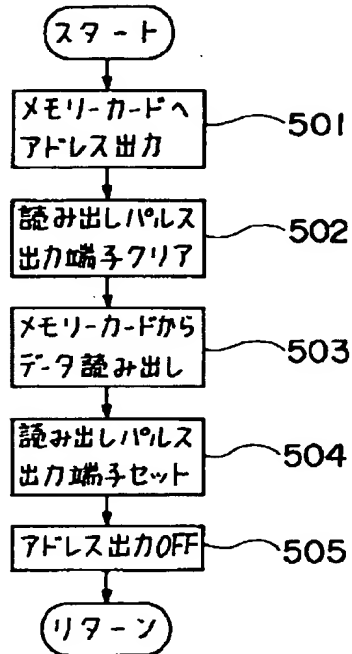 スタート
メモリーカードへ
アドレス出力
501
読み出しパルス
出力端子クリア
502
メモリーカードから
データ読み出し
503
読み出しパルス
出力端子セット
504
アドレス出力OFF
505
リターン